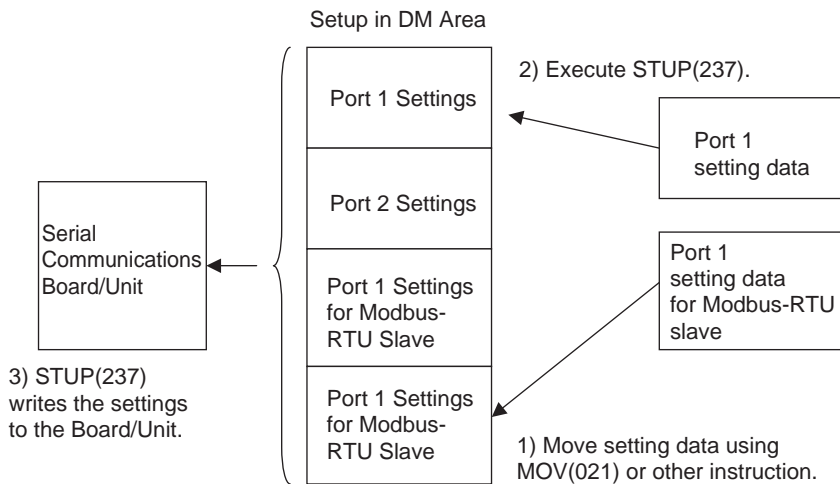 Setup in DM Area
Port 1 Settings
Port 2 Settings
Port 1 Settings
for Modbus-
RTU Slave
Port 1 Settings
for Modbus-
RTU Slave
2) Execute STUP(237).
Port 1
setting data
Port 1
setting data
for Modbus-RTU
slave
Serial
Communications
Board/Unit
3) STUP(237)
writes the settings
to the Board/Unit.
1) Move setting data using
MOV(021) or other instruction.